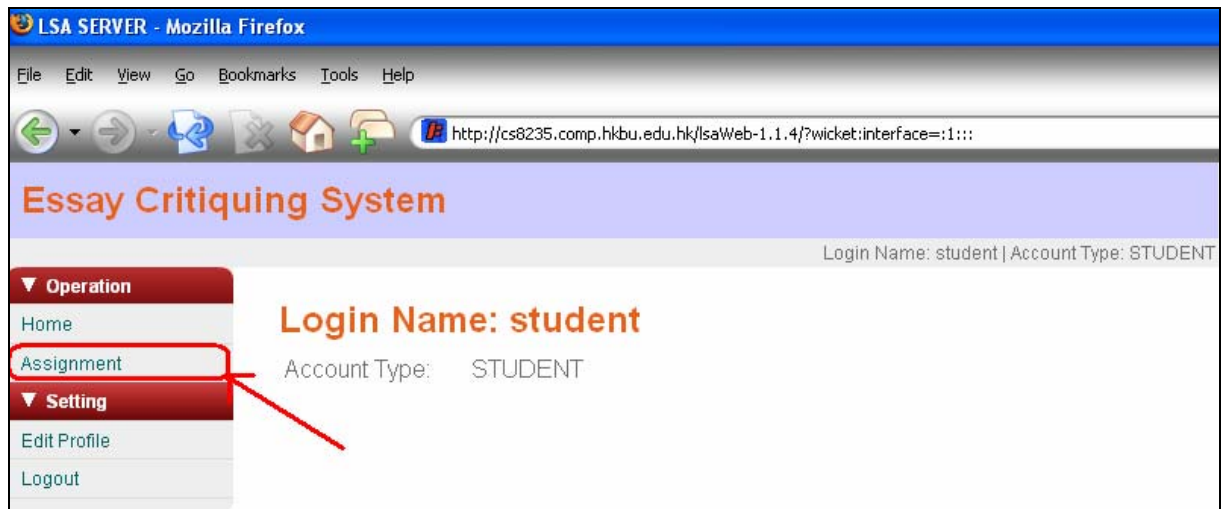 LSA SERVER - Mozilla Firefox
File Edit View Go Bookmarks Tools Help
http://cs8235.comp.hkbu.edu.hk/lsaWeb-1.1.4/?wicket:interface=:1:::
Essay Critiquing System
Login Name: student | Account Type: STUDENT
▼ Operation
Home
Assignment
▼ Setting
Edit Profile
Logout
Login Name: student
Account Type: STUDENT